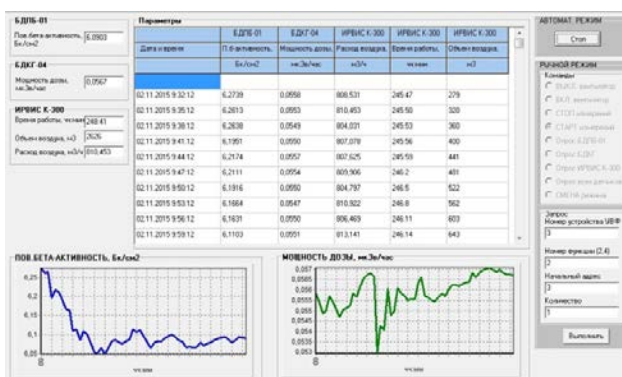 БДПБ-01
Пов.бета-активность, 6,0903
Бк/см2
БДКГ-04
Мощность дозы, 0,0567
мк.Зв/час
ИРВИС К-300
Время работы, чч:мин 248:41
Объем воздуха, м3 2626
Расход воздуха, м3/ч 810,453
Параметры
БДПБ-01 БДКГ-04 ИРВИС К-300 ИРВИС К-300 ИРВИС К-300
Дата и время П.б-активность, Мощность дозы, Расход воздуха, Время работы, Объем воздуха,
Бк/см2 мк.Зв/час м3/ч чч:мин м3
02.11.2015 9:32:12 6,2739 0,0558 808,531 245:47 279
02.11.2015 9:35:12 6,2613 0,0553 810,453 245:50 320
02.11.2015 9:38:12 6,2638 0,0549 804,031 245:53 360
02.11.2015 9:41:12 6,1951 0,0550 807,078 245:56 400
02.11.2015 9:44:12 6,2174 0,0557 807,625 245:59 441
02.11.2015 9:47:12 6,2111 0,0554 809,906 246:2 481
02.11.2015 9:50:12 6,1916 0,0550 804,797 246:5 522
02.11.2015 9:53:12 6,1664 0,0547 810,922 246:8 562
02.11.2015 9:56:12 6,1631 0,0550 806,469 246:11 603
02.11.2015 9:59:12 6,1103 0,0551 813,141 246:14 643
АВТОМАТ. РЕЖИМ
Стоп
РУЧНОЙ РЕЖИМ
Команды
ВЫКЛ. вентилятор
ВКЛ. вентилятор
СТОП измерений
СТАРТ измерений
Опрос БДПБ-01
Опрос БДКГ
Опрос ИРВИС К-300
Опрос всех датчиков
СМЕНА режима
Запрос
Номер устройства
3
Номер функции (2,4)
2
Начальный адрес
3
Количество
1
Выполнить
ПОВ.БЕТА-АКТИВНОСТЬ, Бк/см2
6,25
6,2
6,15
6,1
6,05
чч:мин
МОЩНОСТЬ ДОЗЫ, мк.Зв/час
0,057
0,0565
0,056
0,0555
0,055
0,0545
0,054
0,0535
0,053
чч:мин